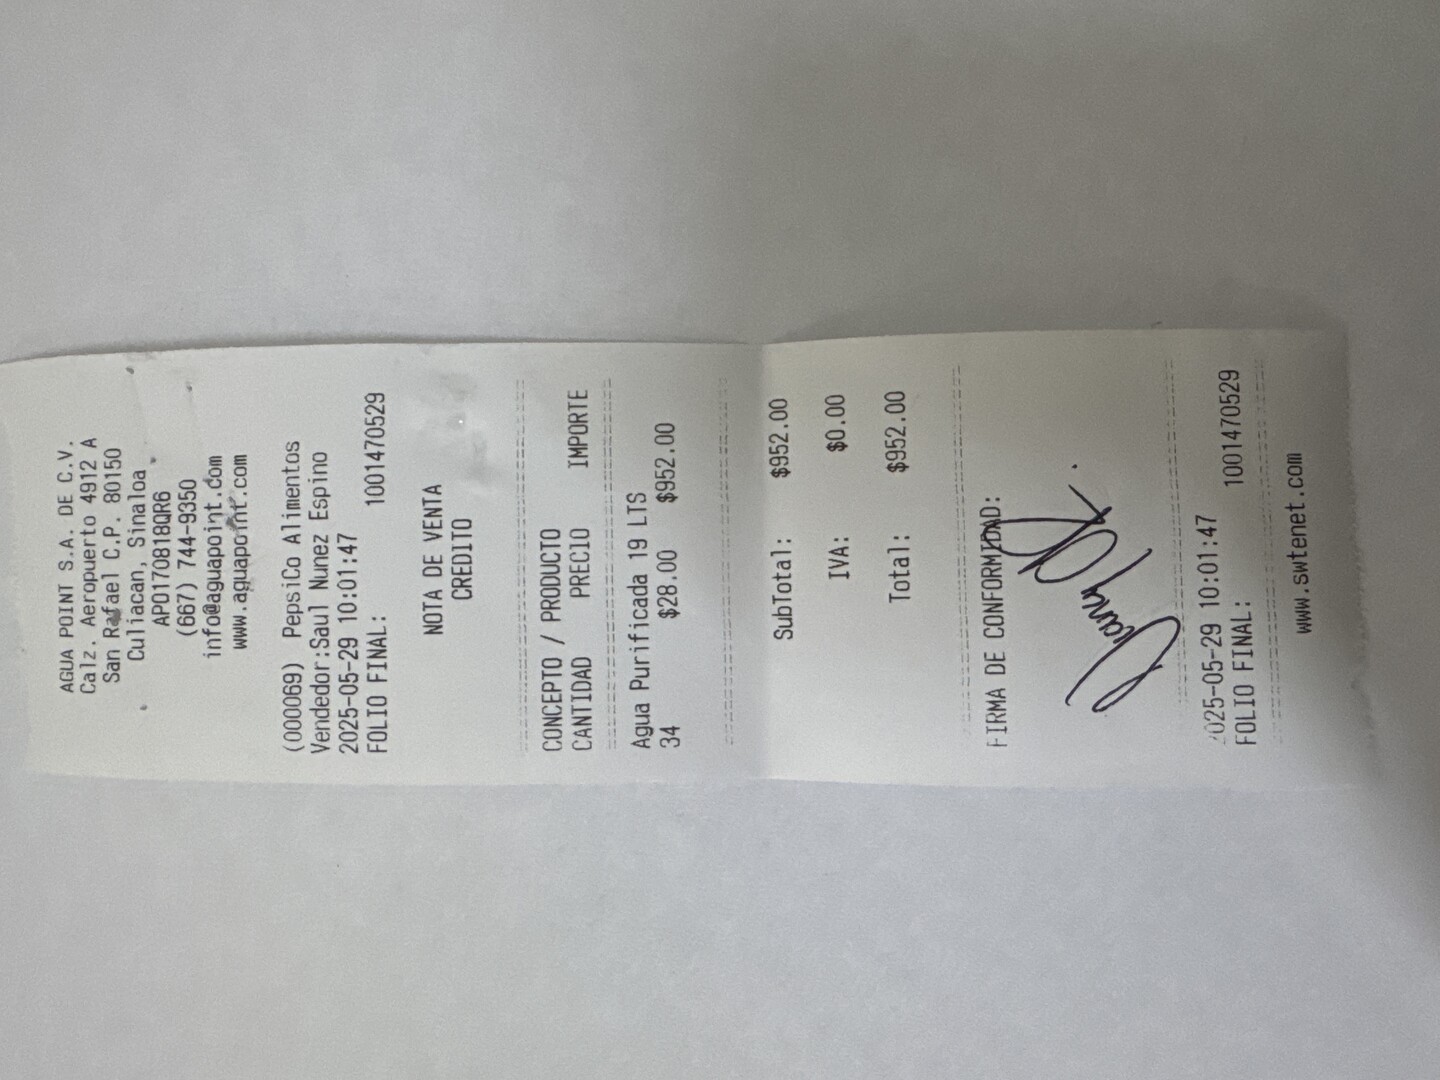 AGUA POINT S.A. DE C.V.
Calz. Aeropuerto 4912 A
San Rafael C.P. 80150
Culiacan, Sinaloa
APO170818QR6
(667) 744-9350
info@aguapoint.com
www.aguapoint.com
(000069) PepsiCo Alimentos
Vendedor:Saul Nunez Espino
2025-05-29 10:01:47
FOLIO FINAL: 1001470529
NOTA DE VENTA
CREDITO
CONCEPTO / PRODUCTO
CANTIDAD PRECIO IMPORTE
Agua Purificada 19 LTS
34 $28.00 $952.00
SubTotal: $952.00
IVA: $0.00
Total: $952.00
FIRMA DE CONFORMIDAD:
2025-05-29 10:01:47
FOLIO FINAL: 1001470529
www.swtenet.com